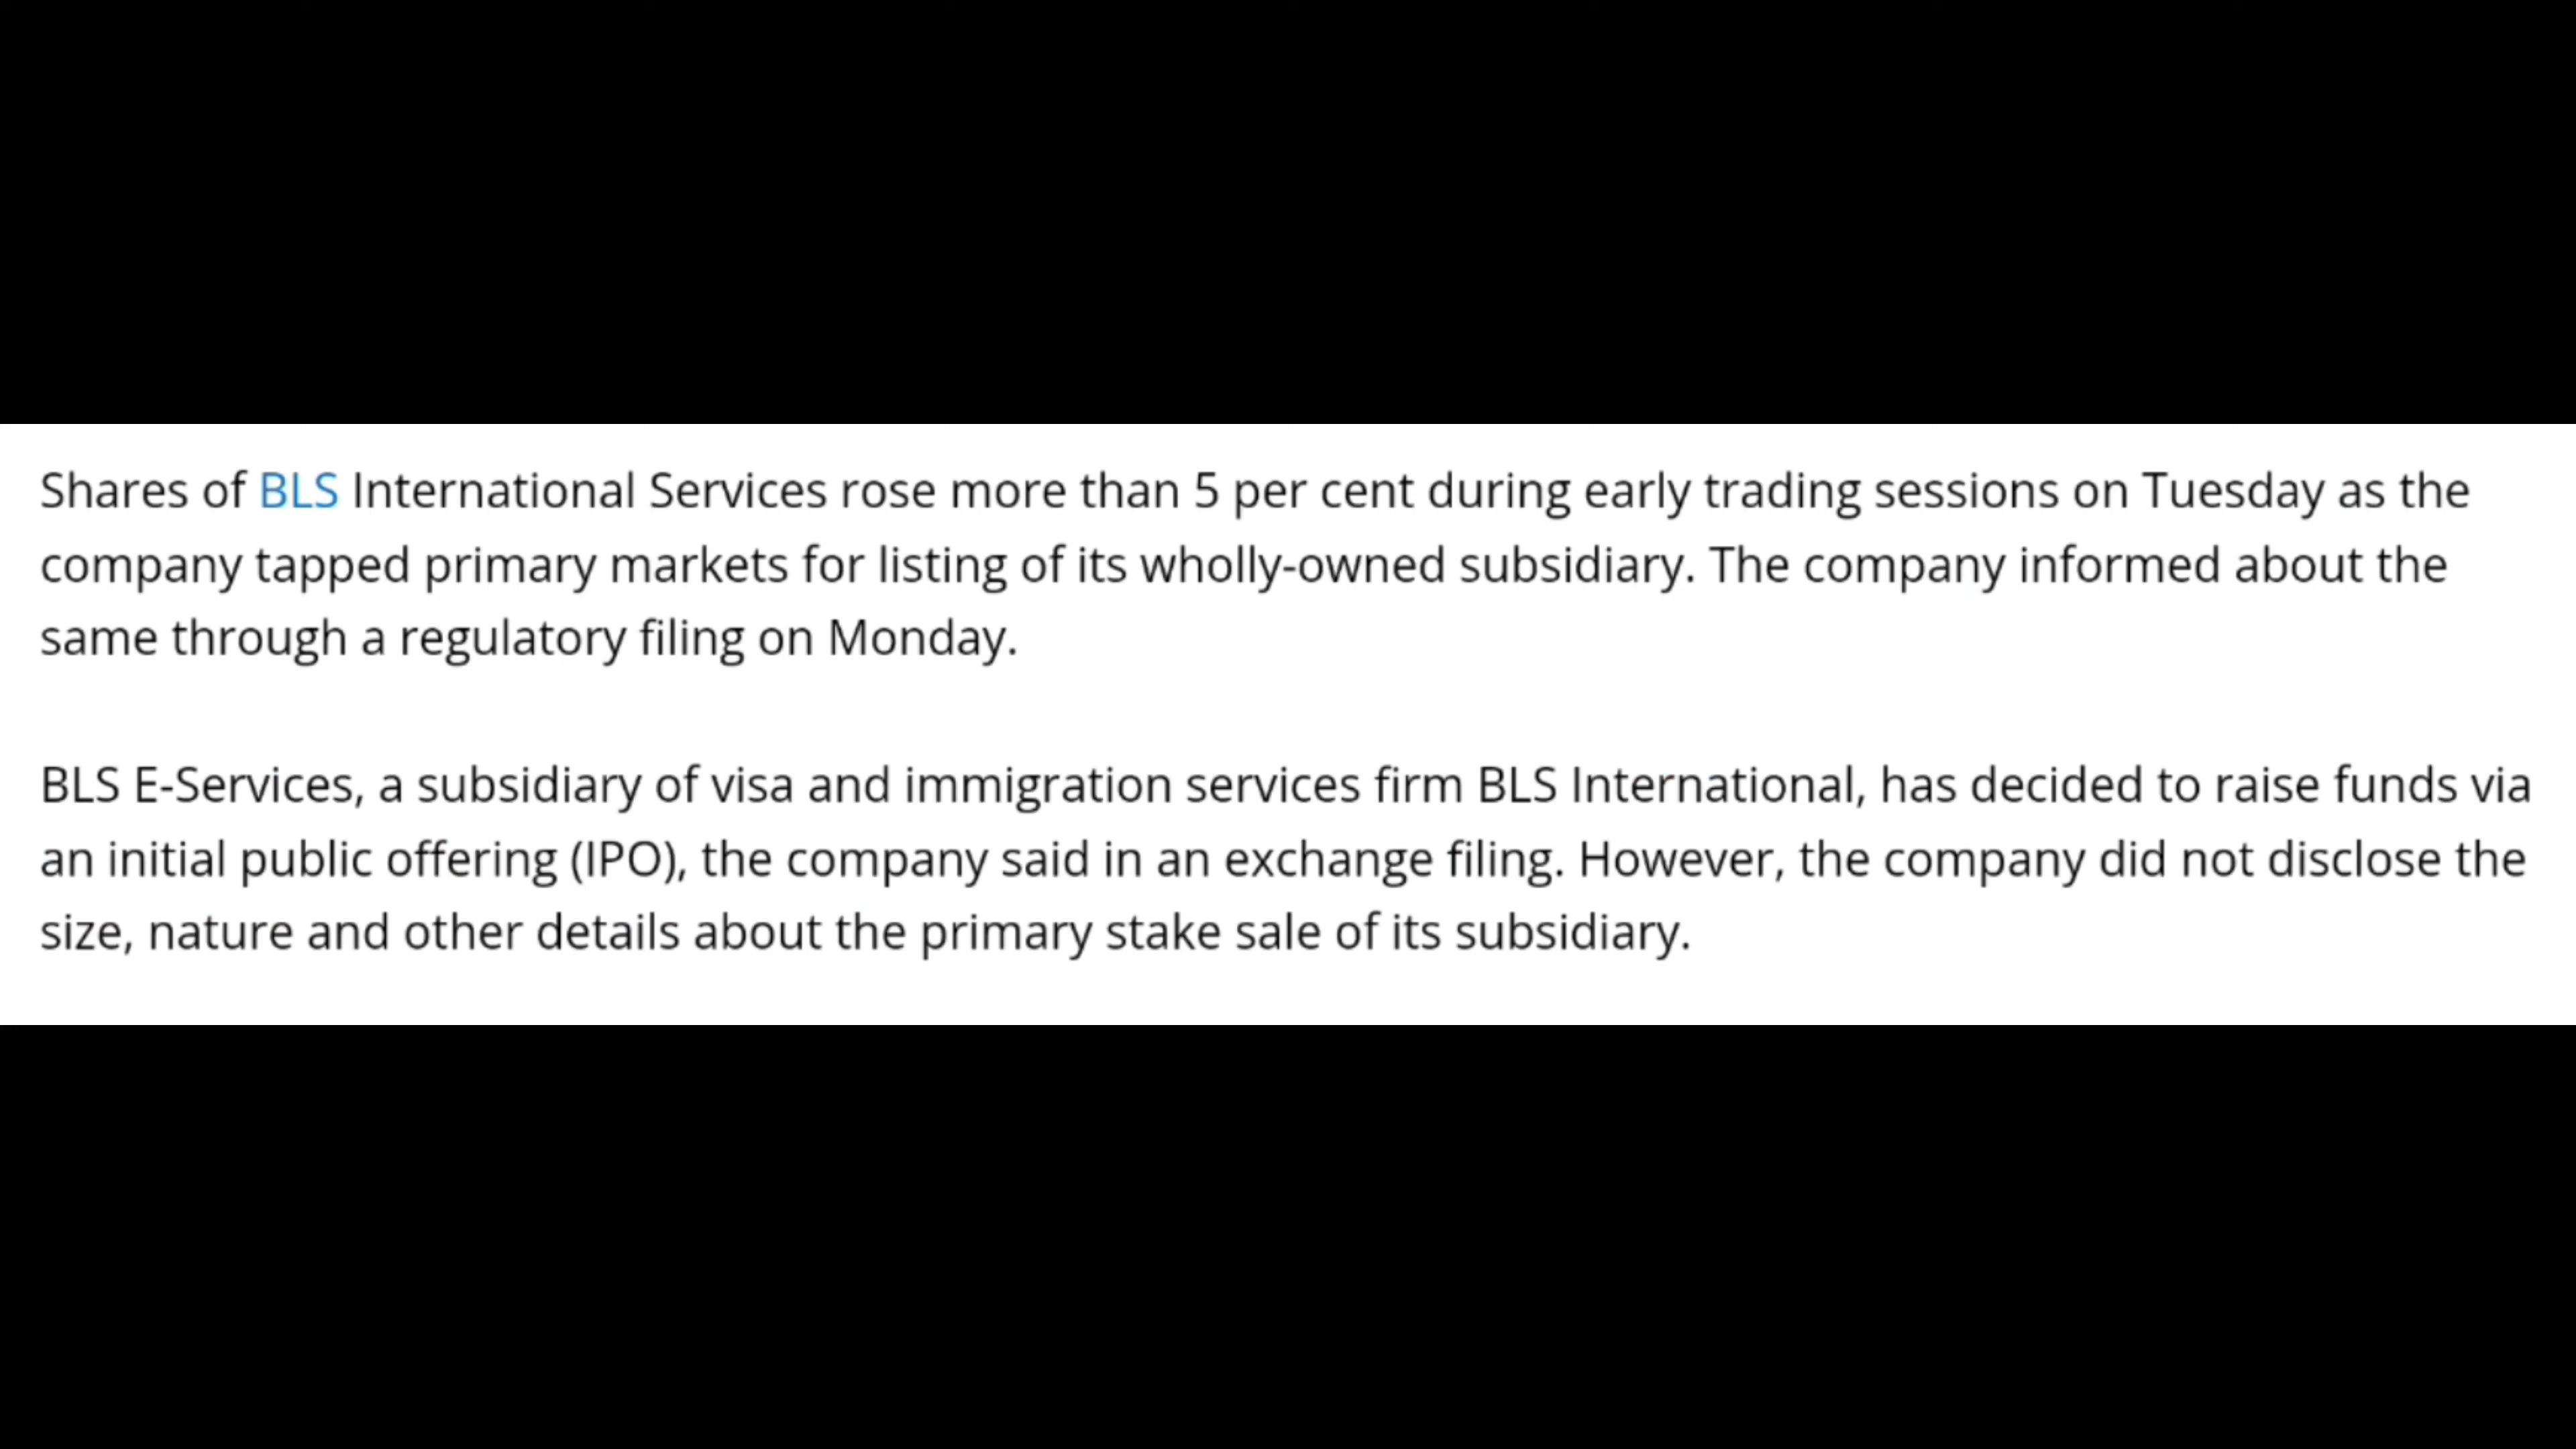 Shares of BLS International Services rose more than 5 per cent during early trading sessions on Tuesday as the
company tapped primary markets for listing of its wholly-owned subsidiary. The company informed about the
same through a regulatory filing on Monday.
BLS E-Services, a subsidiary of visa and immigration services firm BLS International, has decided to raise funds via
an initial public offering (IPO), the company said in an exchange filing. However, the company did not disclose the
size, nature and other details about the primary stake sale of its subsidiary.